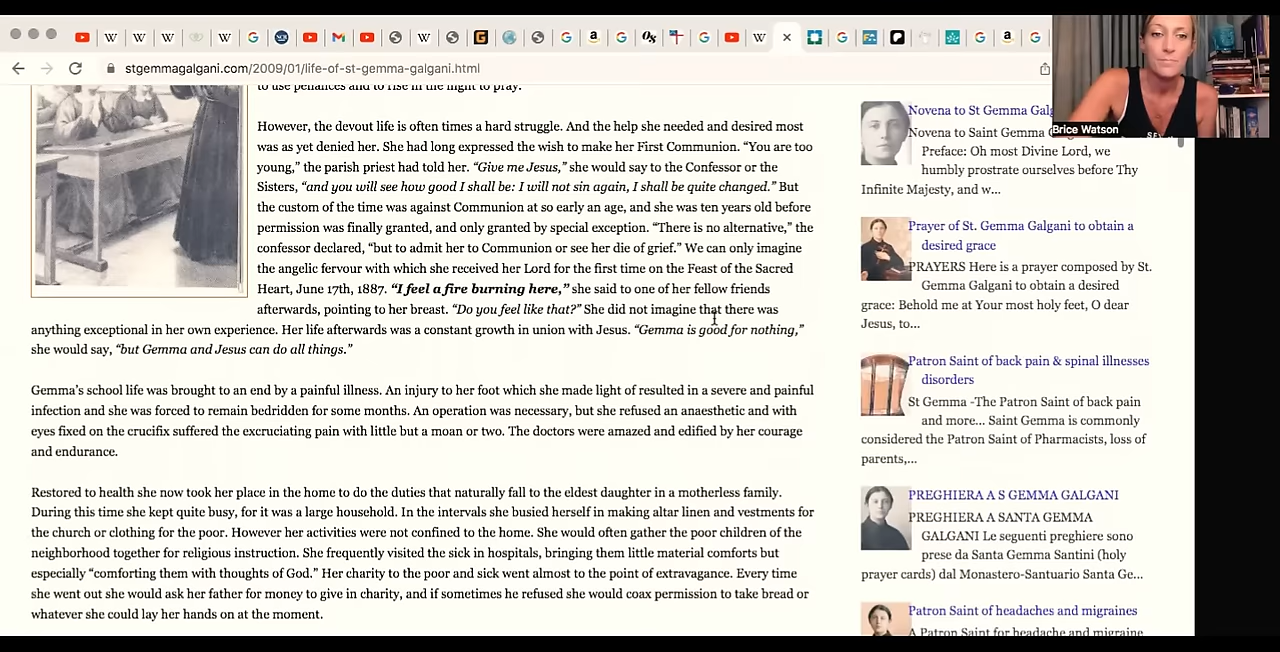 stgemmagalgani.com/2009/01/life-of-st-gemma-galgani.html
Brice Watson
to use penances and to rise in the night to pray.
However, the devout life is often times a hard struggle. And the help she needed and desired most
was as yet denied her. She had long expressed the wish to make her First Communion. “You are too
young,” the parish priest had told her. “Give me Jesus,” she would say to the Confessor or the
Sisters, “and you will see how good I shall be: I will not sin again, I shall be quite changed.” But
the custom of the time was against Communion at so early an age, and she was ten years old before
permission was finally granted, and only granted by special exception. “There is no alternative,” the
confessor declared, “but to admit her to Communion or see her die of grief.” We can only imagine
the angelic fervour with which she received her Lord for the first time on the Feast of the Sacred
Heart, June 17th, 1887. “I feel a fire burning here,” she said to one of her fellow friends
afterwards, pointing to her breast. “Do you feel like that?” She did not imagine that there was
anything exceptional in her own experience. Her life afterwards was a constant growth in union with Jesus. “Gemma is good for nothing,”
she would say, “but Gemma and Jesus can do all things.”
Gemma’s school life was brought to an end by a painful illness. An injury to her foot which she made light of resulted in a severe and painful
infection and she was forced to remain bedridden for some months. An operation was necessary, but she refused an anaesthetic and with
eyes fixed on the crucifix suffered the excruciating pain with little but a moan or two. The doctors were amazed and edified by her courage
and endurance.
Restored to health she now took her place in the home to do the duties that naturally fall to the eldest daughter in a motherless family.
During this time she kept quite busy, for it was a large household. In the intervals she busied herself in making altar linen and vestments for
the church or clothing for the poor. However her activities were not confined to the home. She would often gather the poor children of the
neighborhood together for religious instruction. She frequently visited the sick in hospitals, bringing them little material comforts but
especially “comforting them with thoughts of God.” Her charity to the poor and sick went almost to the point of extravagance. Every time
she went out she would ask her father for money to give in charity, and if sometimes he refused she would coax permission to take bread or
whatever she could lay her hands on at the moment.
Novena to St Gemma Galg
Novena to Saint Gemma
Preface: Oh most Divine Lord, we
humbly prostrate ourselves before Thy
Infinite Majesty, and w...
Prayer of St. Gemma Galgani to obtain a
desired grace
PRAYERS Here is a prayer composed by St.
Gemma Galgani to obtain a desired
grace: Behold me at Your most holy feet, O dear
Jesus, to...
Patron Saint of back pain & spinal illnesses
disorders
St Gemma -The Patron Saint of back pain
and more... Saint Gemma is commonly
considered the Patron Saint of Pharmacists, loss of
parents,...
PREGHIERA A S GEMMA GALGANI
PREGHIERA A SANTA GEMMA
GALGANI Le seguenti preghiere sono
prese da Santa Gemma Santini (holy
prayer cards) dal Monastero-Santuario Santa Ge...
Patron Saint of headaches and migraines
A Patron Saint for headache and migraine